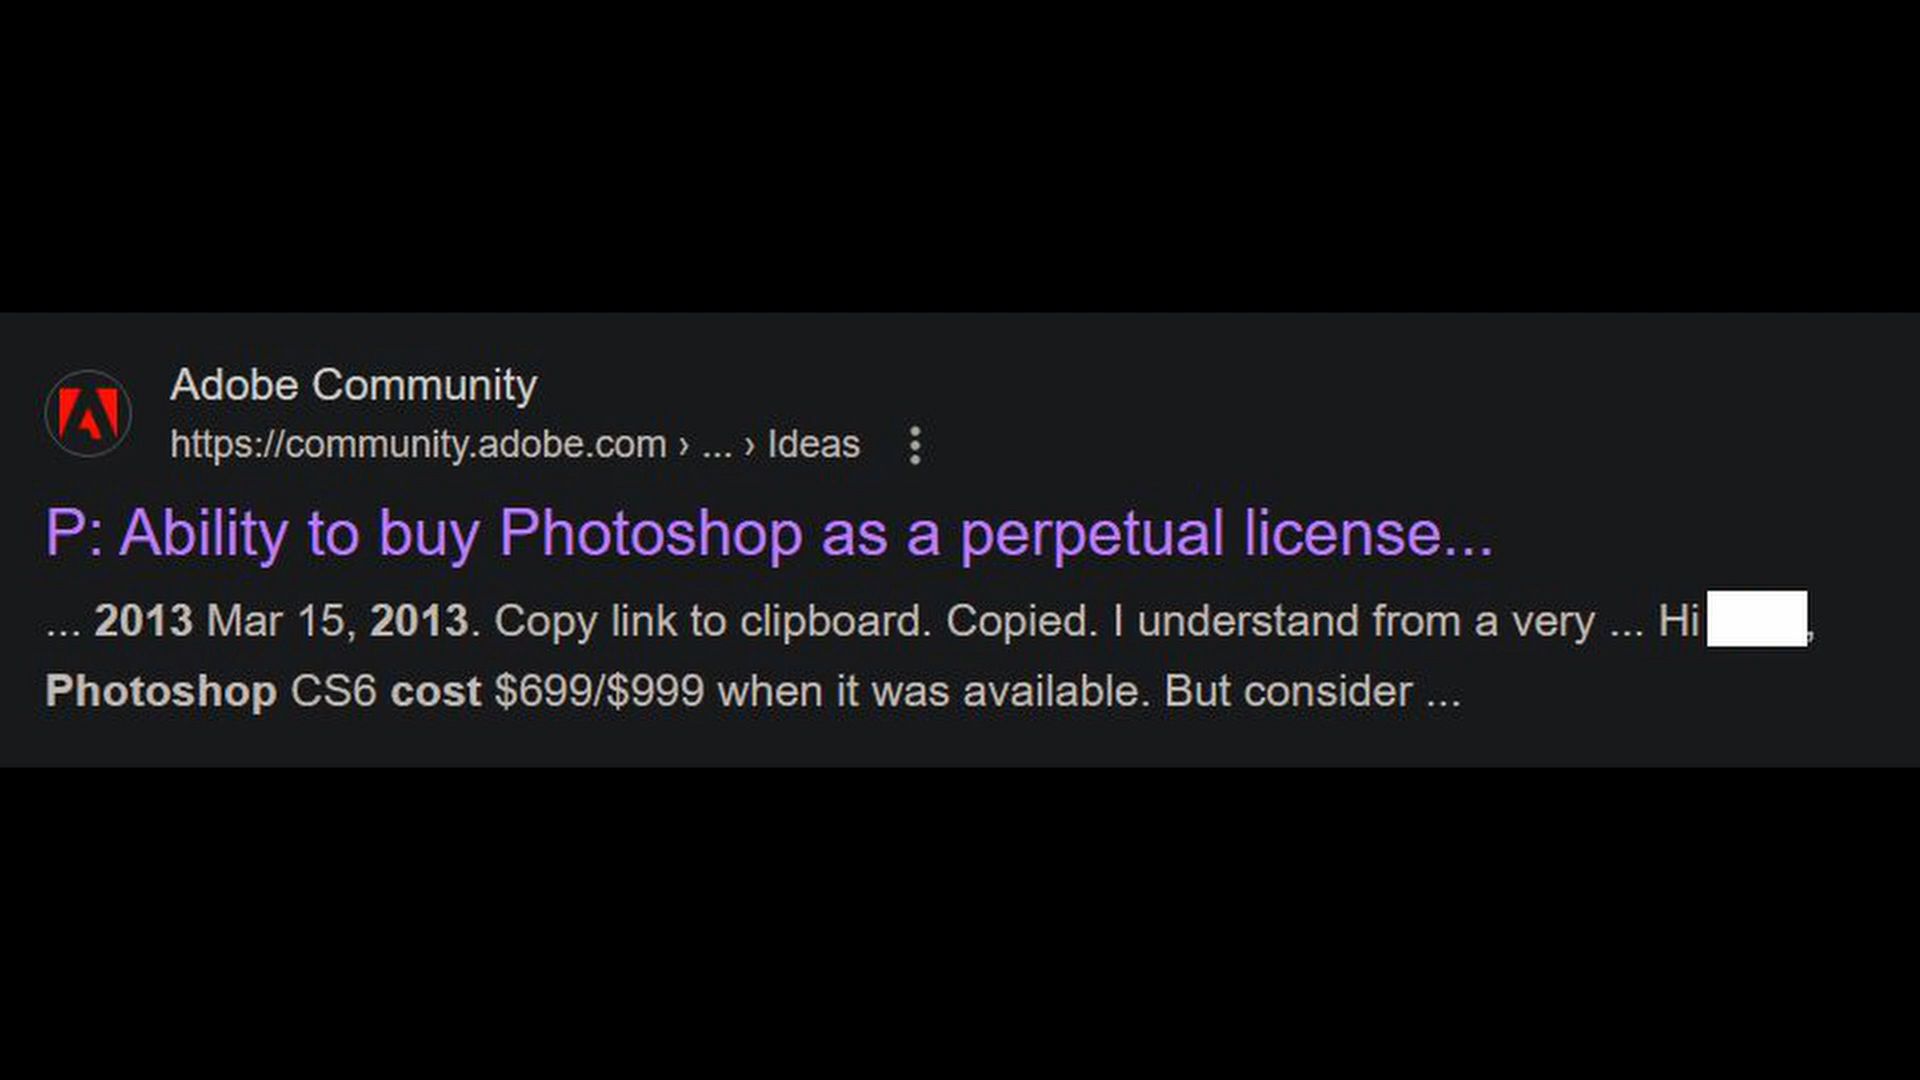 Adobe Community
https://community.adobe.com › ... › Ideas
P: Ability to buy Photoshop as a perpetual license...
... 2013 Mar 15, 2013. Copy link to clipboard. Copied. I understand from a very ... Hi ,
Photoshop CS6 cost $699/$999 when it was available. But consider ...